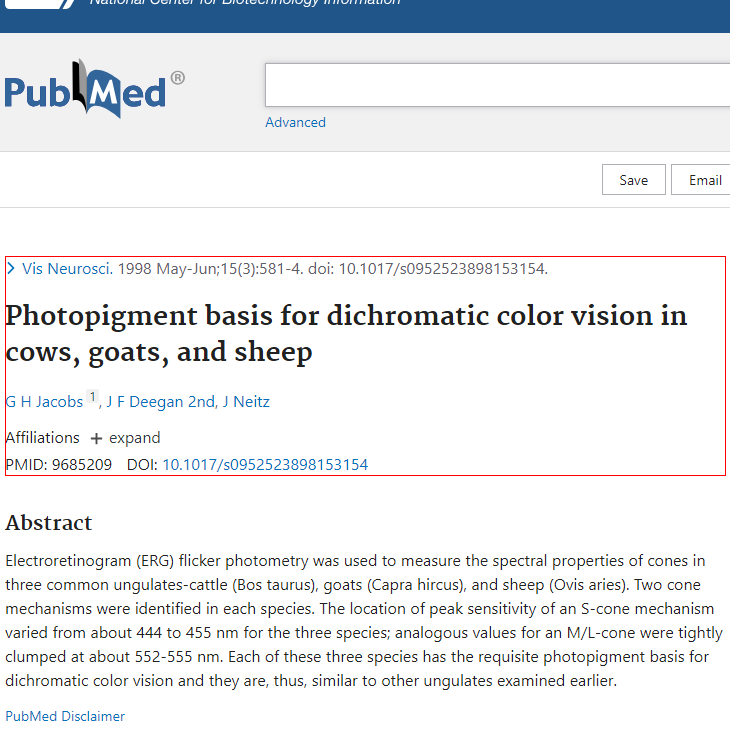 National Center for Biotechnology Information
PubMed®
Advanced
Save Email
> Vis Neurosci. 1998 May-Jun;15(3):581-4. doi: 10.1017/s0952523898153154.
Photopigment basis for dichromatic color vision in
cows, goats, and sheep
G H Jacobs 1, J F Deegan 2nd, J Neitz
Affiliations + expand
PMID: 9685209 DOI: 10.1017/s0952523898153154
Abstract
Electroretinogram (ERG) flicker photometry was used to measure the spectral properties of cones in
three common ungulates-cattle (Bos taurus), goats (Capra hircus), and sheep (Ovis aries). Two cone
mechanisms were identified in each species. The location of peak sensitivity of an S-cone mechanism
varied from about 444 to 455 nm for the three species; analogous values for an M/L-cone were tightly
clumped at about 552-555 nm. Each of these three species has the requisite photopigment basis for
dichromatic color vision and they are, thus, similar to other ungulates examined earlier.
PubMed Disclaimer